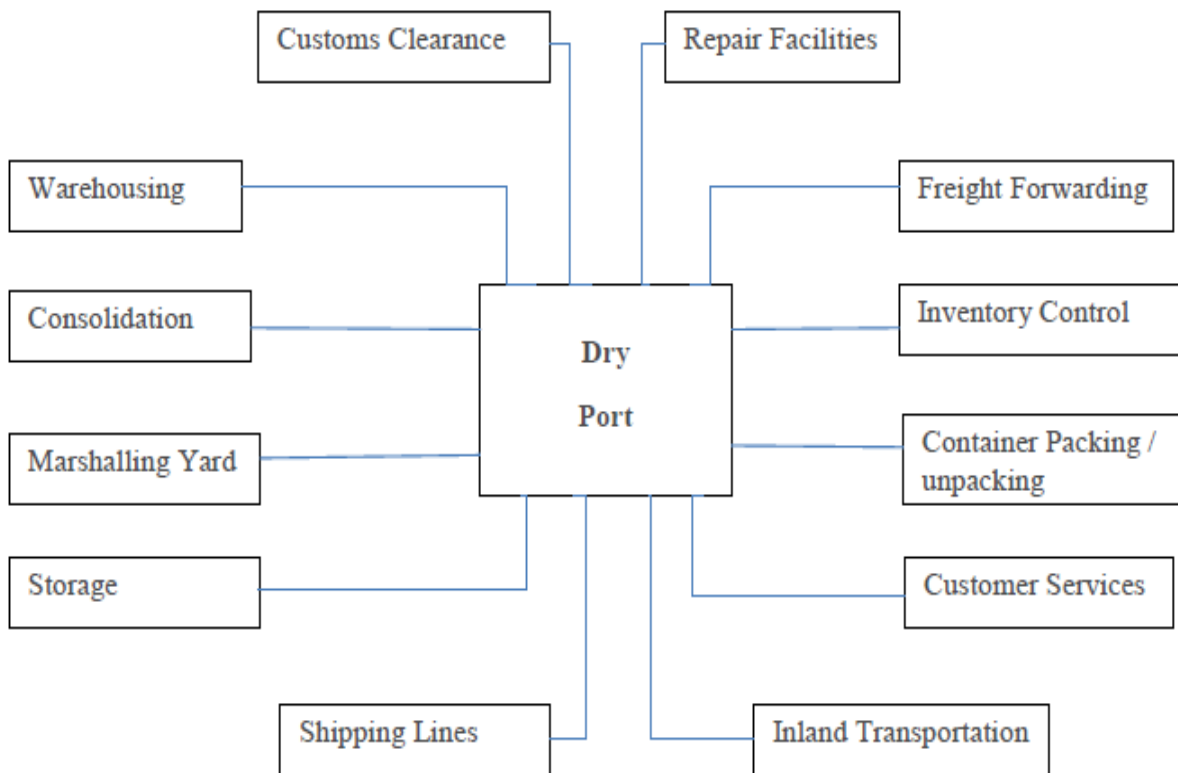 Customs Clearance
Repair Facilities
Warehousing
Freight Forwarding
Consolidation
Inventory Control
Dry
Port
Marshalling Yard
Container Packing /
unpacking
Storage
Customer Services
Shipping Lines
Inland Transportation